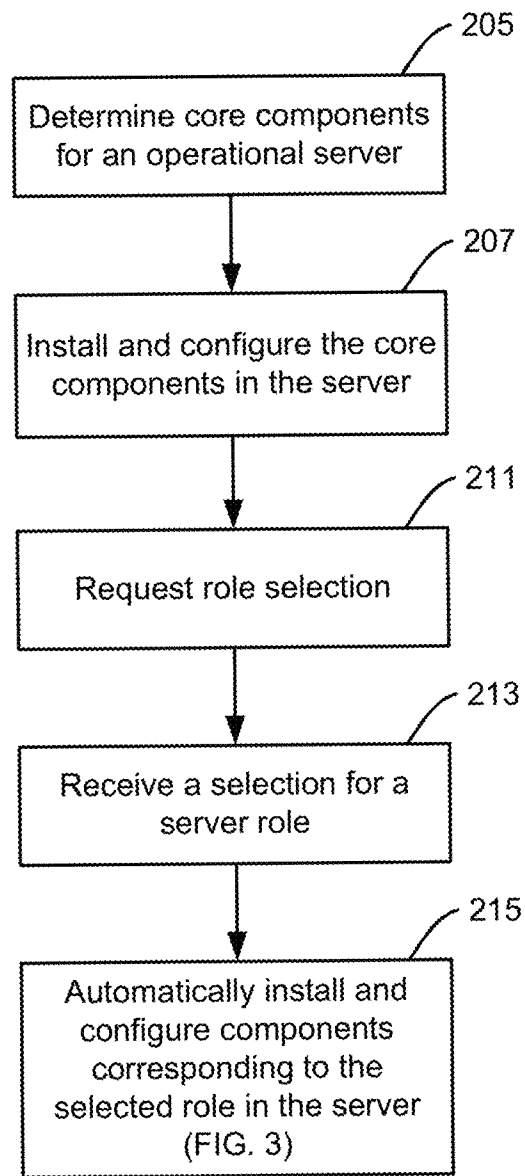 205
Determine core components
for an operational server
207
Install and configure the core
components in the server
211
Request role selection
213
Receive a selection for a
server role
215
Automatically install and
configure components
corresponding to the
selected role in the server
(FIG. 3)